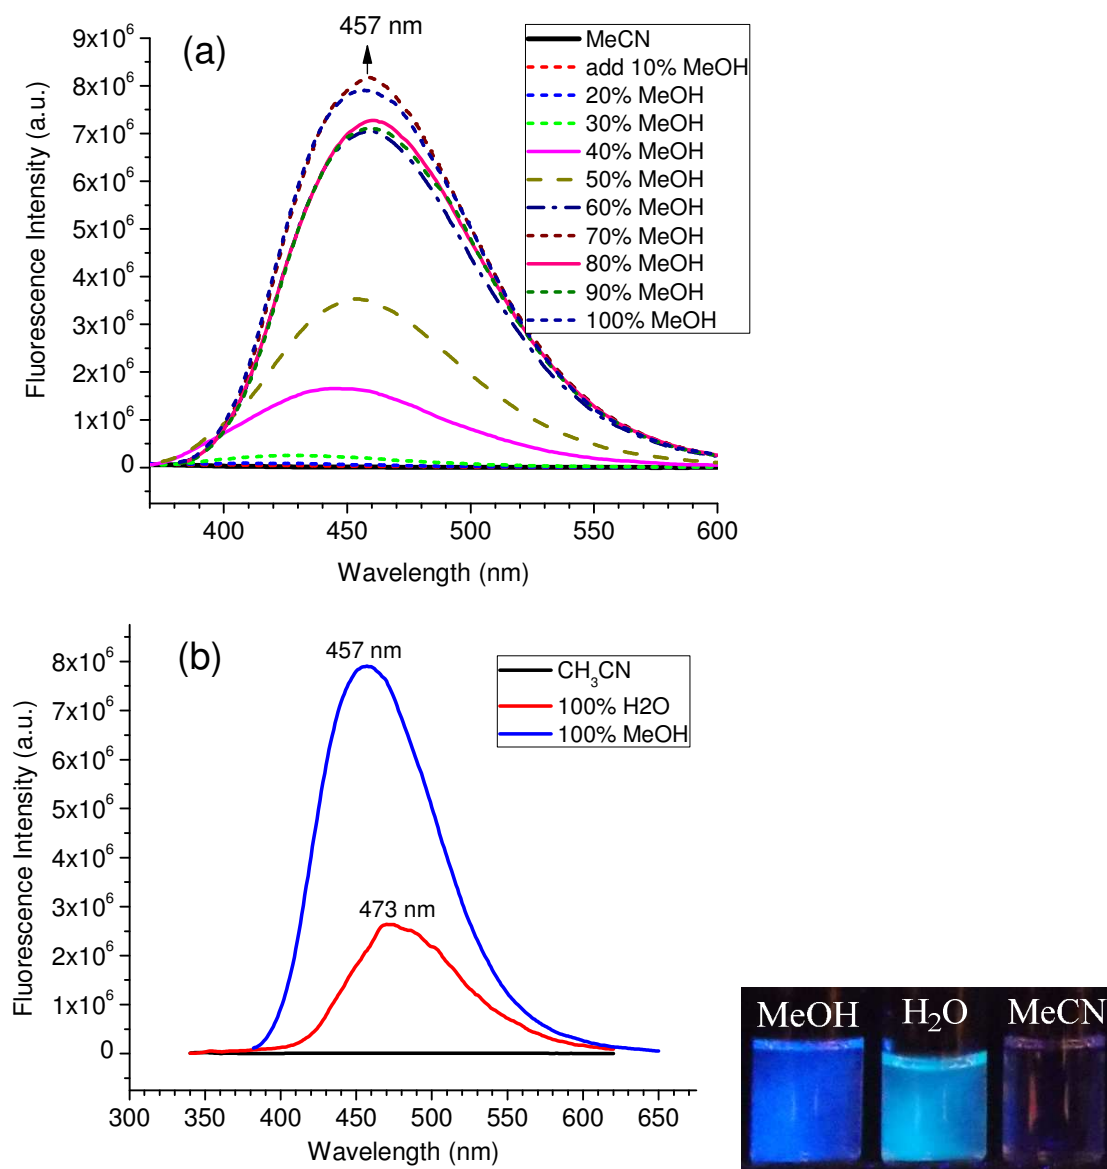 457 nm
(a)
9x10⁶
8x10⁶
7x10⁶
6x10⁶
5x10⁶
4x10⁶
3x10⁶
2x10⁶
1x10⁶
0
Fluorescence Intensity (a.u.)
MeCN
add 10% MeOH
20% MeOH
30% MeOH
40% MeOH
50% MeOH
60% MeOH
70% MeOH
80% MeOH
90% MeOH
100% MeOH
400 450 500 550 600
Wavelength (nm)
(b)
457 nm
473 nm
8x10⁶
7x10⁶
6x10⁶
5x10⁶
4x10⁶
3x10⁶
2x10⁶
1x10⁶
0
Fluorescence Intensity (a.u.)
CH₃CN
100% H2O
100% MeOH
300 350 400 450 500 550 600 650
Wavelength (nm)
MeOH H₂O MeCN